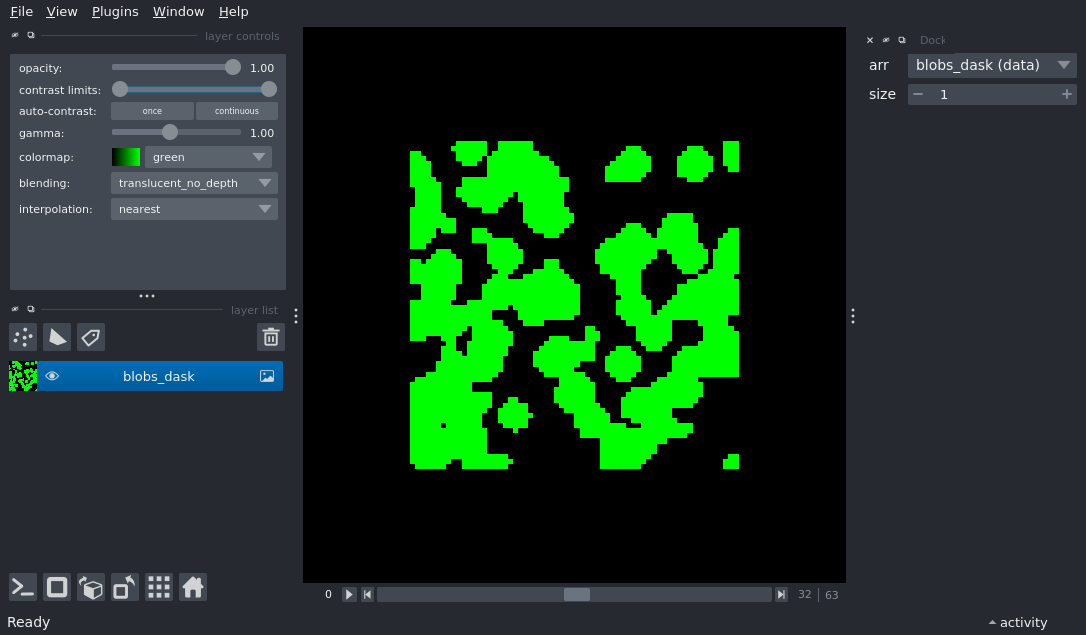 File View Plugins Window Help
layer controls
opacity: 1.00
contrast limits:
auto-contrast: once continuous
gamma: 1.00
colormap: green
blending: translucent_no_depth
interpolation: nearest
layer list
blobs_dask
0 32 63
Dock
arr blobs_dask (data)
size 1
Ready
activity